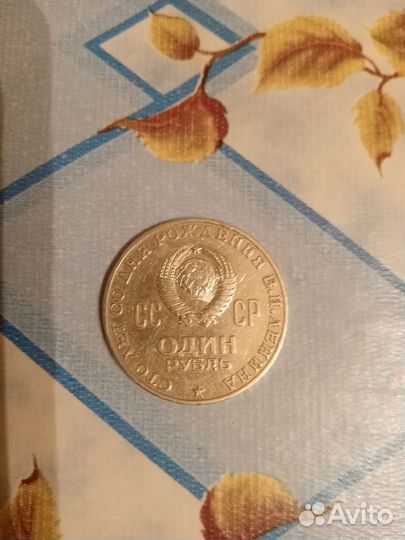 СТО ЛЕТ СО ДНЯ РОЖДЕНИЯ В.И.ЛЕНИНА
СС СР
ОДИН
РУБЛЬ
Avito